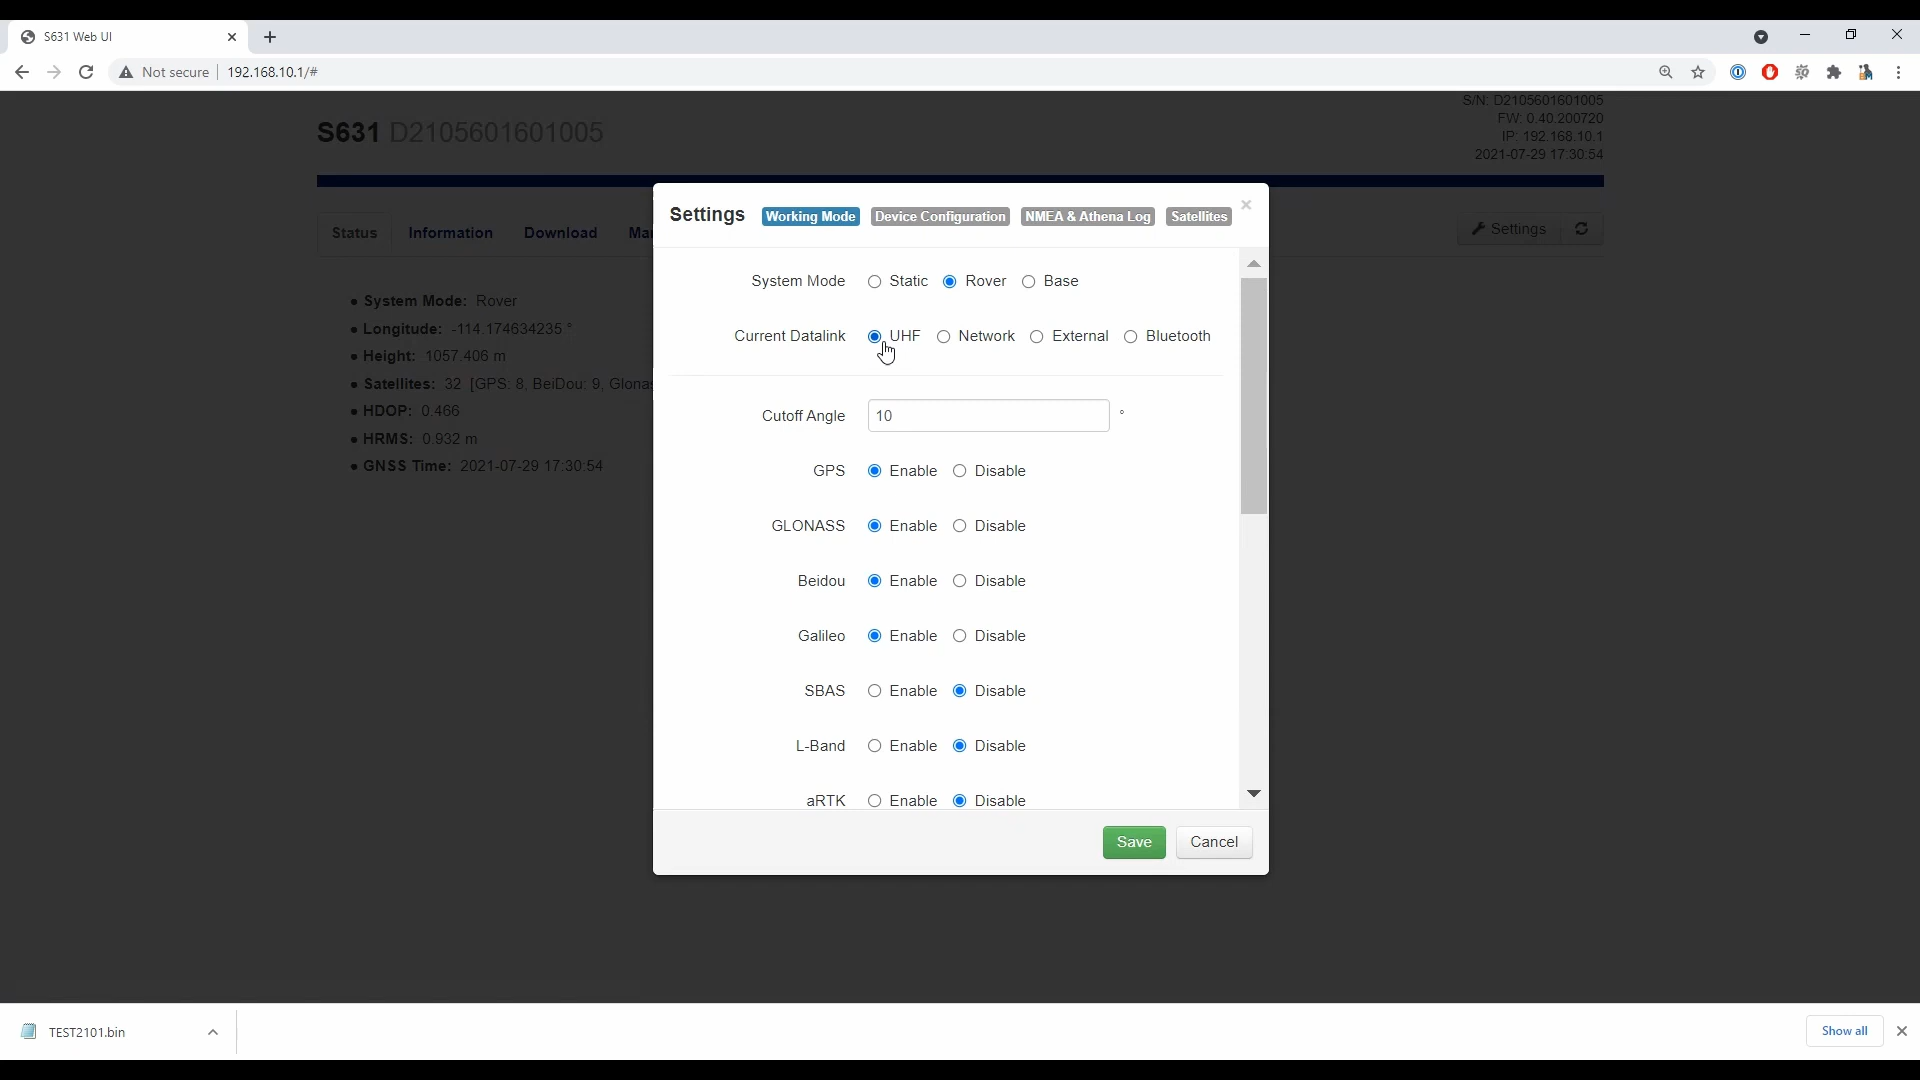 S631 Web UI
Not secure
192.168.10.1/#
S631 D2105601601005
S/N: D2105601601005
FW: 0.40.200720
IP: 192.168.10.1
2021-07-29 17:30:54
Status
Information
Download
Ma
Settings
System Mode: Rover
Longitude: -114.174634235 °
Height: 1057.406 m
Satellites: 32 [GPS: 8, BeiDou: 9, Glona
HDOP: 0.466
HRMS: 0.932 m
GNSS Time: 2021-07-29 17:30:54
Settings Working Mode Device Configuration NMEA & Athena Log Satellites ×
System Mode Static Rover Base
Current Datalink UHF Network External Bluetooth
Cutoff Angle 10 °
GPS Enable Disable
GLONASS Enable Disable
Beidou Enable Disable
Galileo Enable Disable
SBAS Enable Disable
L-Band Enable Disable
aRTK Enable Disable
Save Cancel
TEST2101.bin
Show all